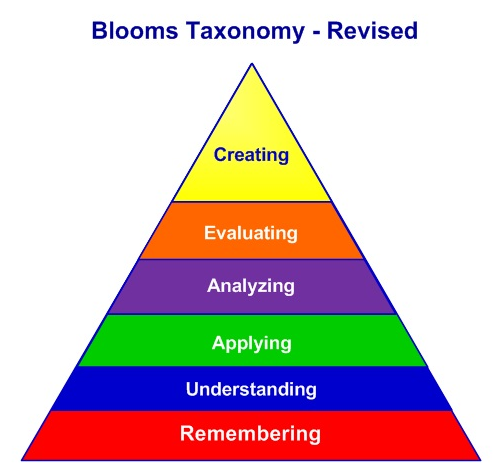 Blooms Taxonomy - Revised
Creating
Evaluating
Analyzing
Applying
Understanding
Remembering